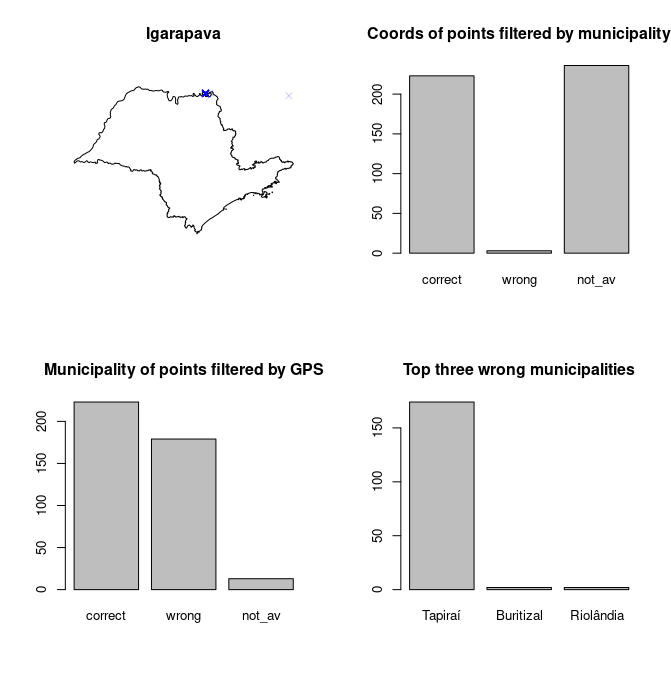 Igarapava
Coords of points filtered by municipality
0 50 100 150 200
correct wrong not_av
Municipality of points filtered by GPS
0 50 100 150 200
correct wrong not_av
Top three wrong municipalities
0 50 100 150
Tapiraí Buritizal Riolândia